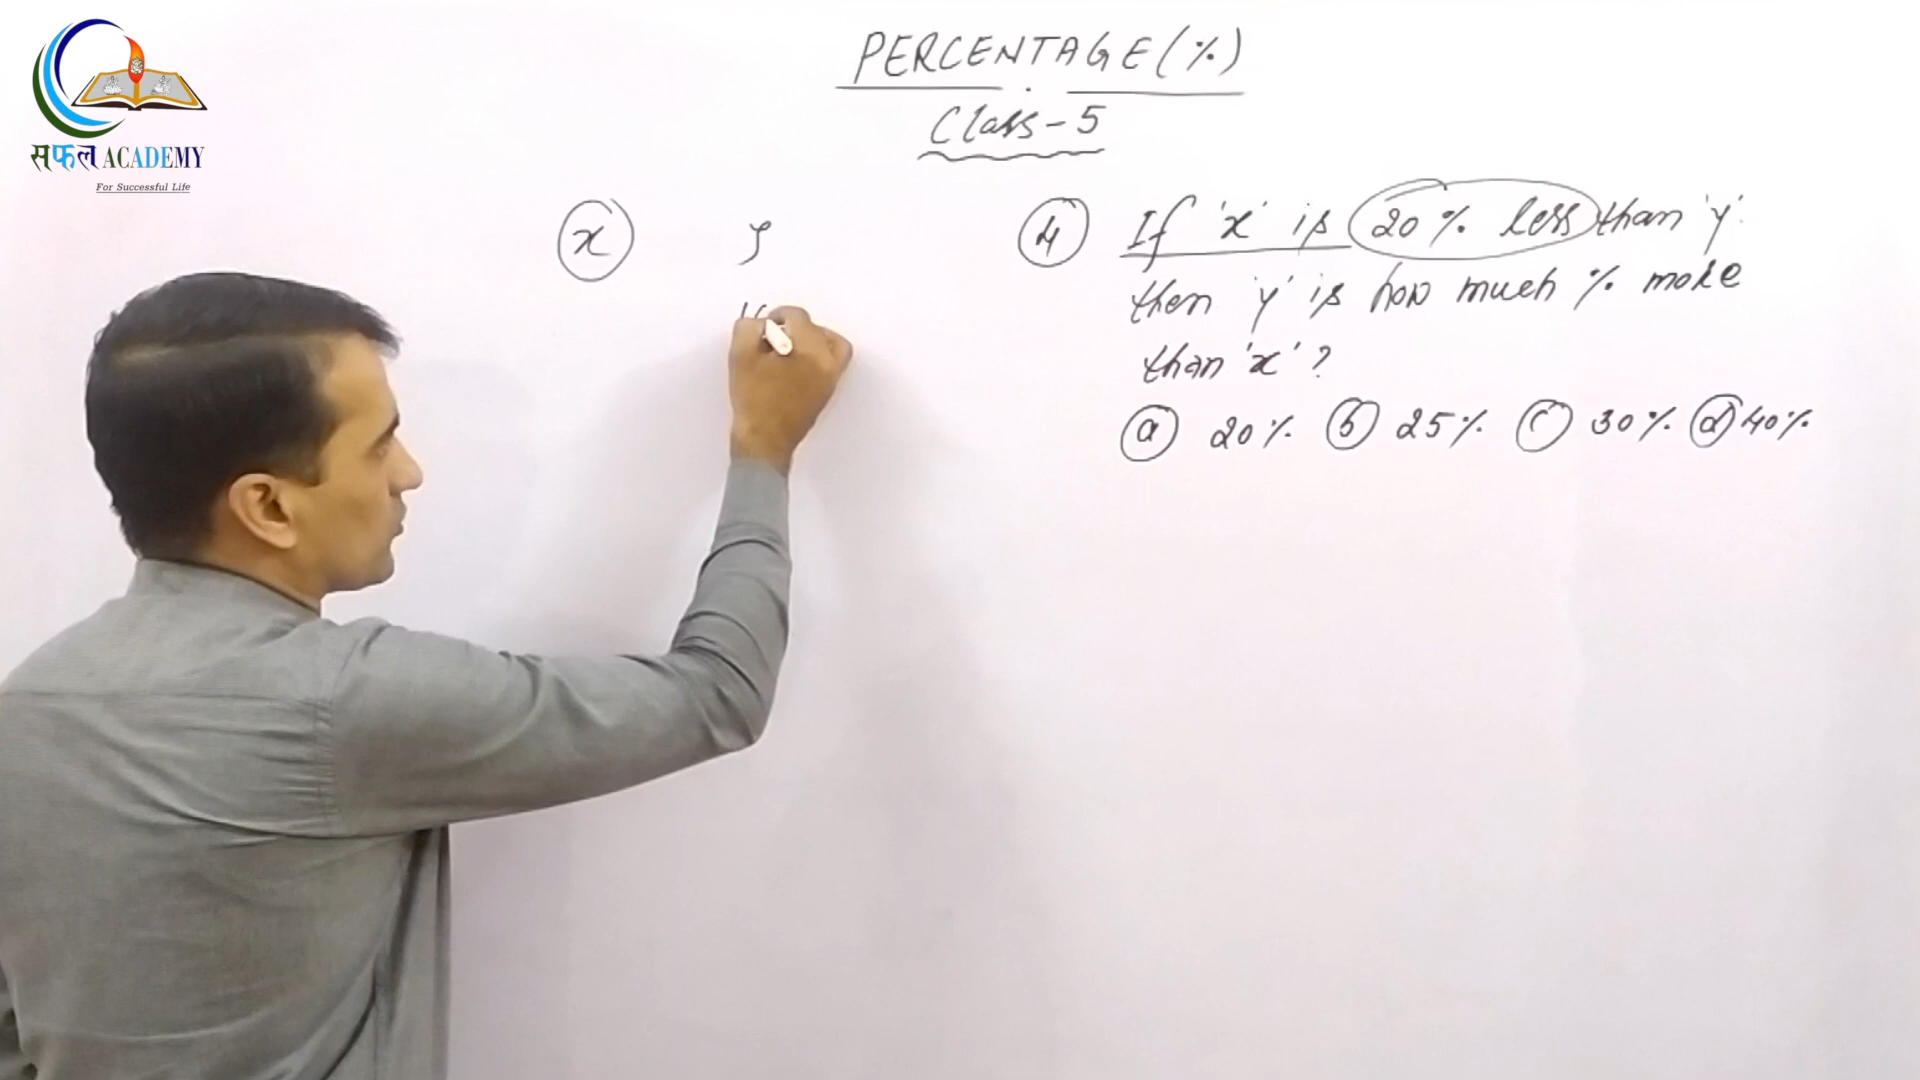 सफल ACADEMY
For Successful Life
PERCENTAGE (%)
Class-5
x y
10
4 If 'x' is 20% less than 'y'
then 'y' is how much % more
than 'x' ?
a 20% b 25% c 30% d 40%